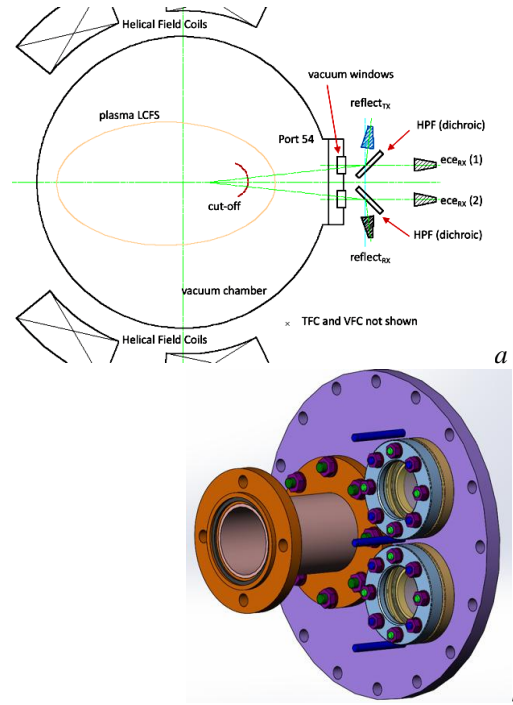 Helical Field Coils
vacuum windows
reflectTX
plasma LCFS
HPF (dichroic)
Port 54
eceRX (1)
eceRX (2)
cut-off
HPF (dichroic)
reflectRX
vacuum chamber
× TFC and VFC not shown
Helical Field Coils
a